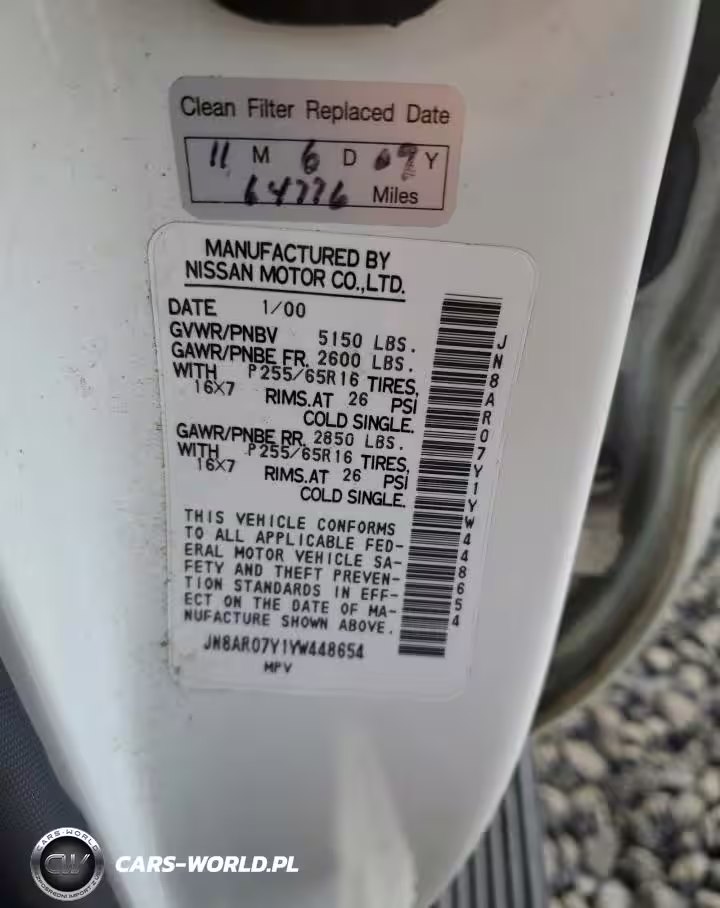 Clean Filter Replaced Date
11 M 6 D 09 Y
64776 Miles
MANUFACTURED BY
NISSAN MOTOR CO.,LTD.
DATE 1/00
GVWR/PNBV 5150 LBS.
GAWR/PNBE FR. 2600 LBS.
WITH P255/65R16 TIRES,
16X7 RIMS.AT 26 PSI
COLD SINGLE.
GAWR/PNBE RR. 2850 LBS.
WITH P255/65R16 TIRES,
16X7 RIMS.AT 26 PSI
COLD SINGLE.
THIS VEHICLE CONFORMS
TO ALL APPLICABLE FED-
ERAL MOTOR VEHICLE SA-
FETY AND THEFT PREVEN-
TION STANDARDS IN EFF-
ECT ON THE DATE OF MA-
NUFACTURE SHOWN ABOVE.
JN8AR07Y1YW448654
MPV
JN8AR07Y1YW448654
CARS-WORLD
CW
CARS-WORLD.PL